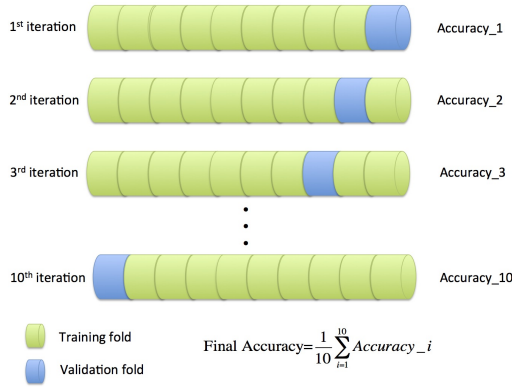 1st iteration Accuracy_1
2nd iteration Accuracy_2
3rd iteration Accuracy_3
10th iteration Accuracy_10
Training fold
Validation fold
Final Accuracy=1/10 ∑_{i=1}^{10} Accuracy_i